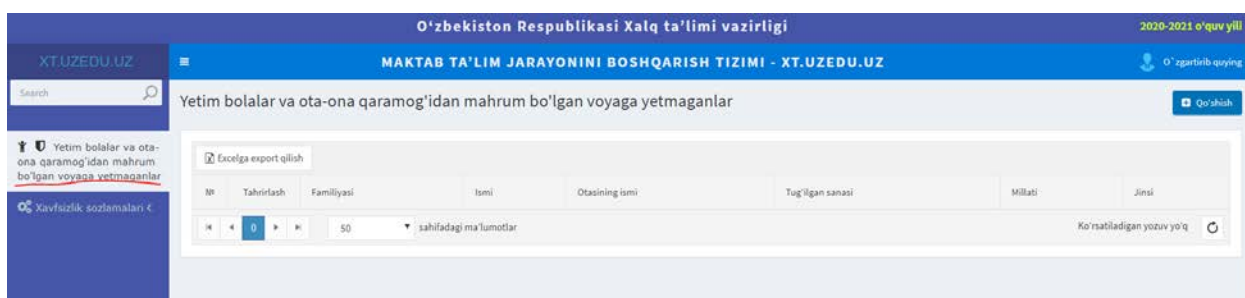 O‘zbekiston Respublikasi Xalq ta’limi vazirligi
2020-2021 o'quv yili
XT.UZEDU.UZ
MAKTAB TA’LIM JARAYONINI BOSHQARISH TIZIMI - XT.UZEDU.UZ
O`zgartirib quying
Search
Yetim bolalar va ota-ona qaramog'idan mahrum bo'lgan voyaga yetmaganlar
Qo'shish
Yetim bolalar va ota-
ona qaramog'idan mahrum
bo'lgan voyaga yetmaganlar
Xavfsizlik sozlamalari
Excelga export qilish
№ Tahrirlash Familiyasi Ismi Otasining ismi Tug'ilgan sanasi Millati Jinsi
0 50 sahifadagi ma'lumotlar Ko'rsatiladigan yozuv yo'q